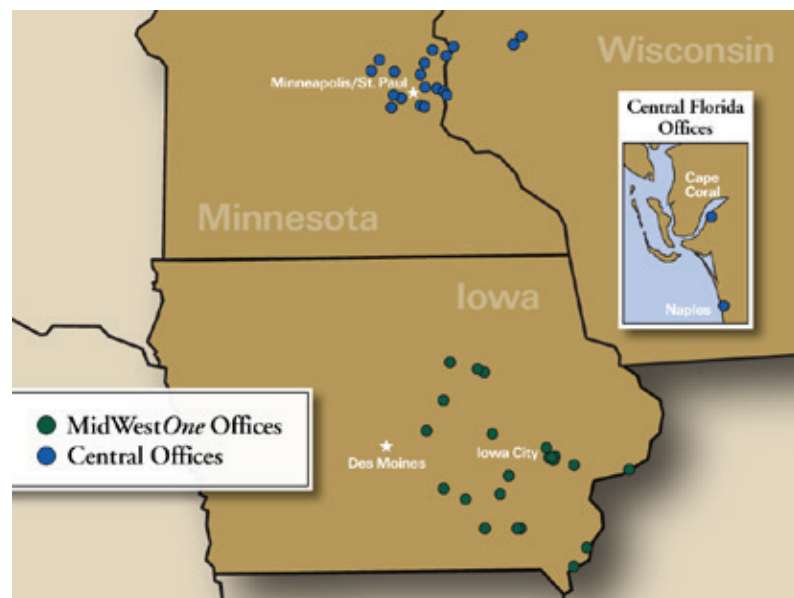 Wisconsin
Minneapolis/St. Paul
Central Florida
Offices
Cape
Coral
Minnesota
Iowa
Naples
MidWestOne Offices
Central Offices
Des Moines
Iowa City